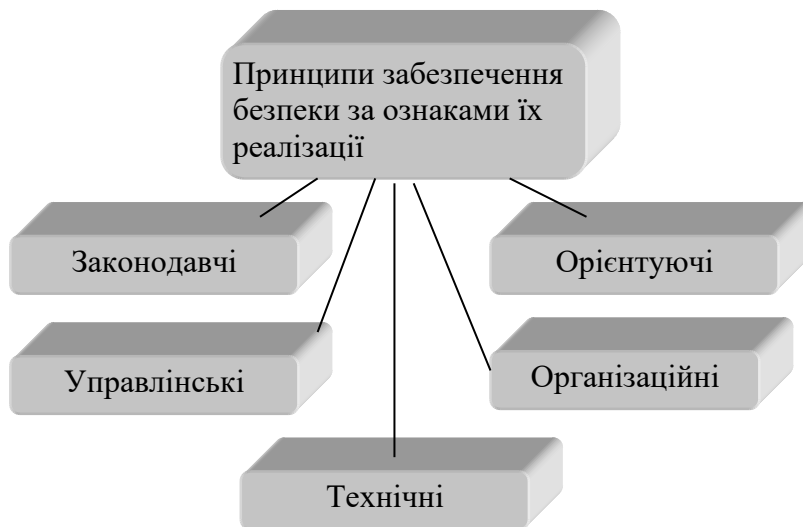 Принципи забезпечення
безпеки за ознаками їх
реалізації
Законодавчі
Орієнтуючі
Управлінські
Організаційні
Технічні